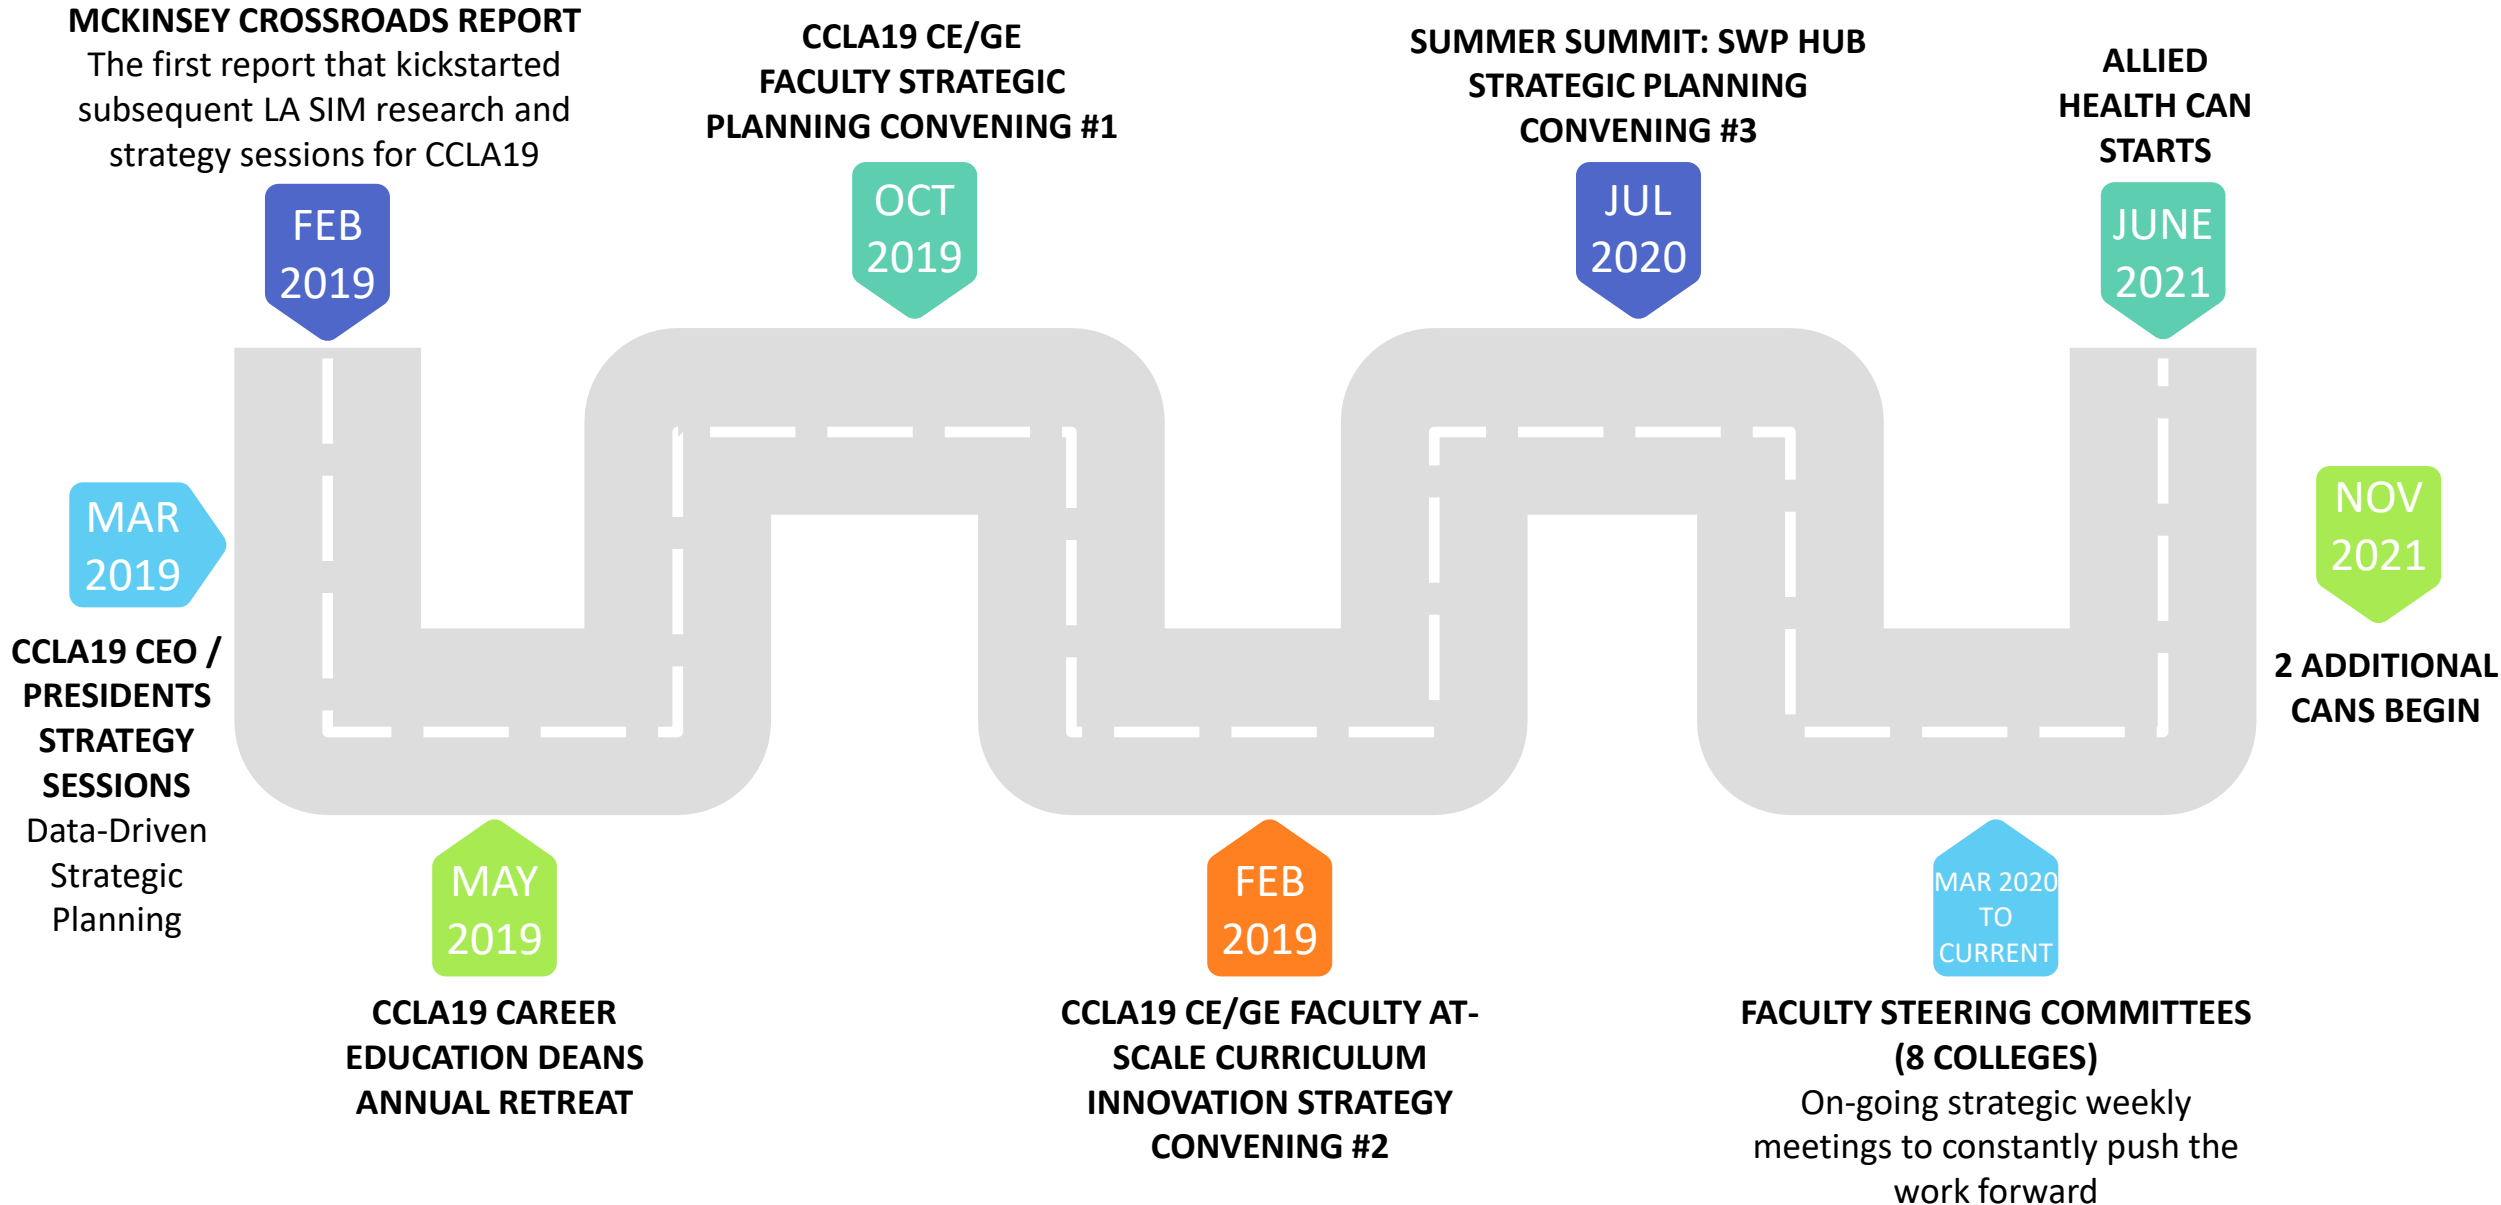 MCKINSEY CROSSROADS REPORT
The first report that kickstarted
subsequent LA SIM research and
strategy sessions for CCLA19
FEB
2019
MAR
2019
CCLA19 CEO /
PRESIDENTS
STRATEGY
SESSIONS
Data-Driven
Strategic
Planning
MAY
2019
CCLA19 CAREER
EDUCATION DEANS
ANNUAL RETREAT
CCLA19 CE/GE
FACULTY STRATEGIC
PLANNING CONVENING #1
OCT
2019
FEB
2019
CCLA19 CE/GE FACULTY AT-
SCALE CURRICULUM
INNOVATION STRATEGY
CONVENING #2
SUMMER SUMMIT: SWP HUB
STRATEGIC PLANNING
CONVENING #3
JUL
2020
MAR 2020
TO
CURRENT
FACULTY STEERING COMMITTEES
(8 COLLEGES)
On-going strategic weekly
meetings to constantly push the
work forward
ALLIED
HEALTH CAN
STARTS
JUNE
2021
NOV
2021
2 ADDITIONAL
CANS BEGIN